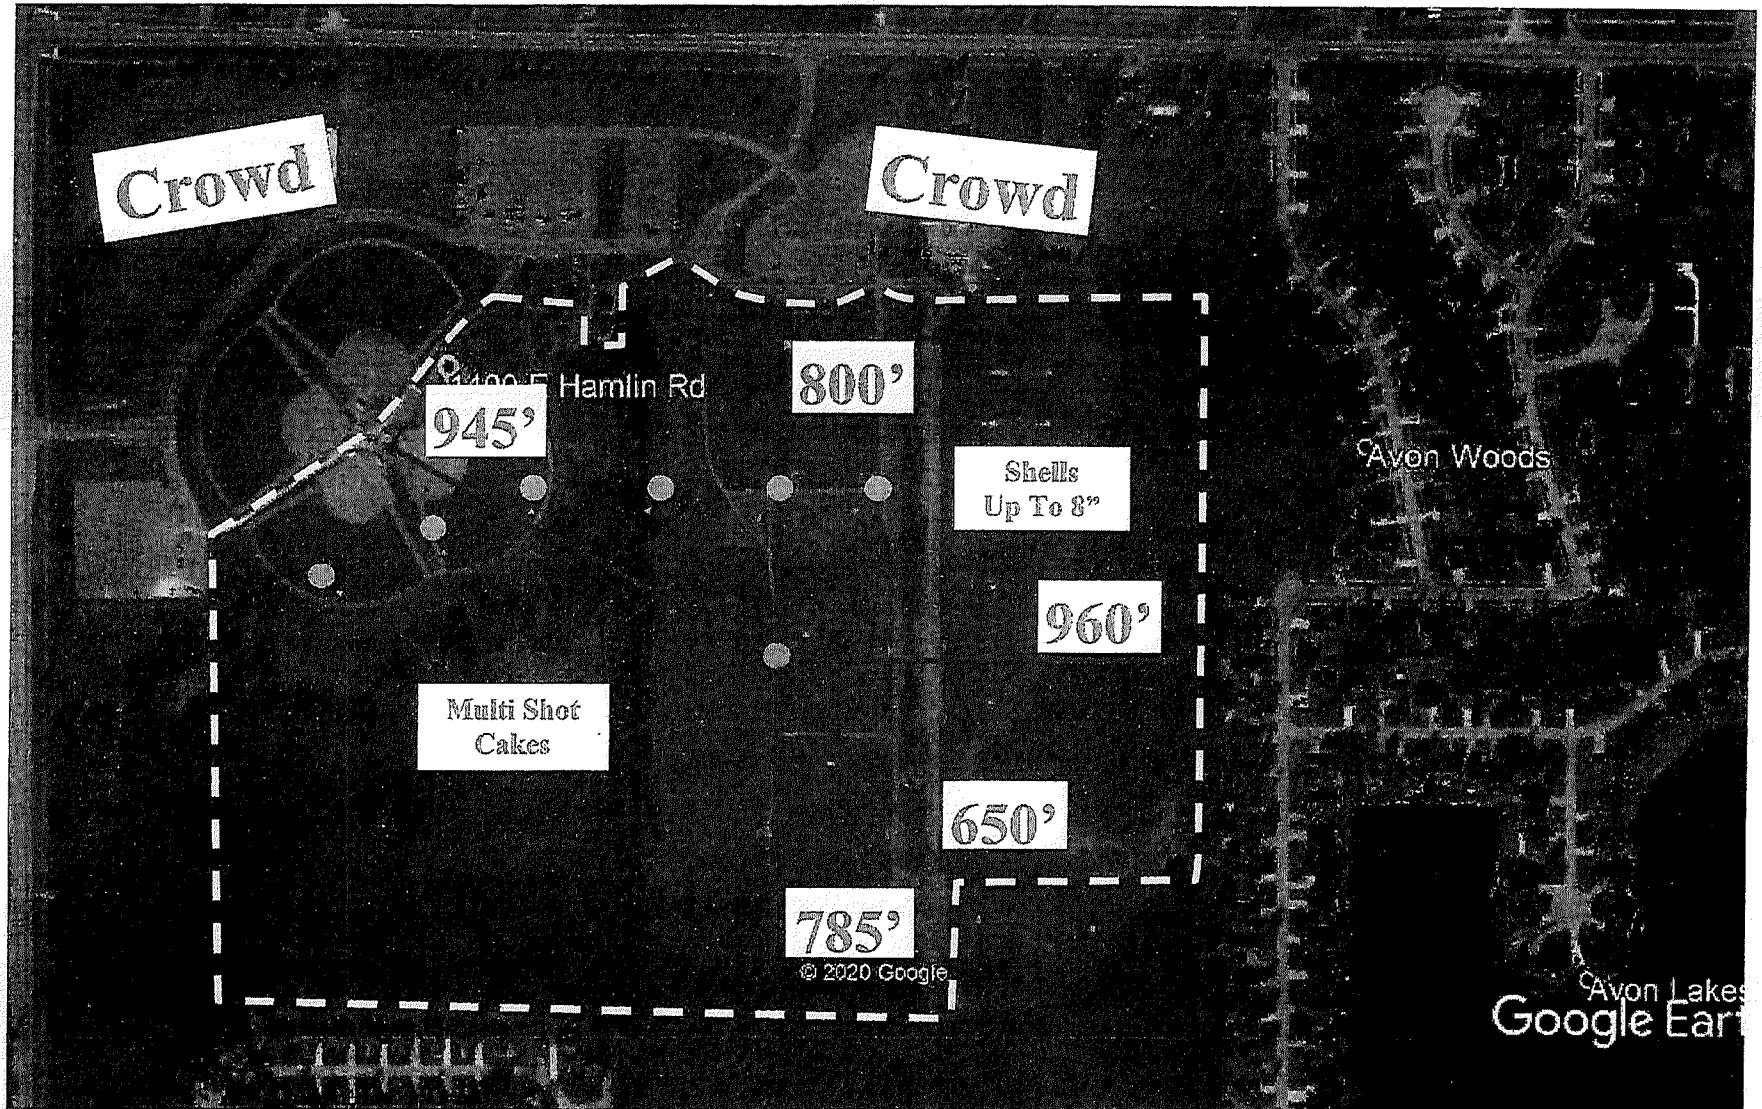 Crowd
Crowd
1100 E Hamlin Rd
945’
800’
Shells
Up To 8”
Avon Woods
960’
Multi Shot
Cakes
650’
785’
© 2020 Google
Avon Lakes
Google Eart